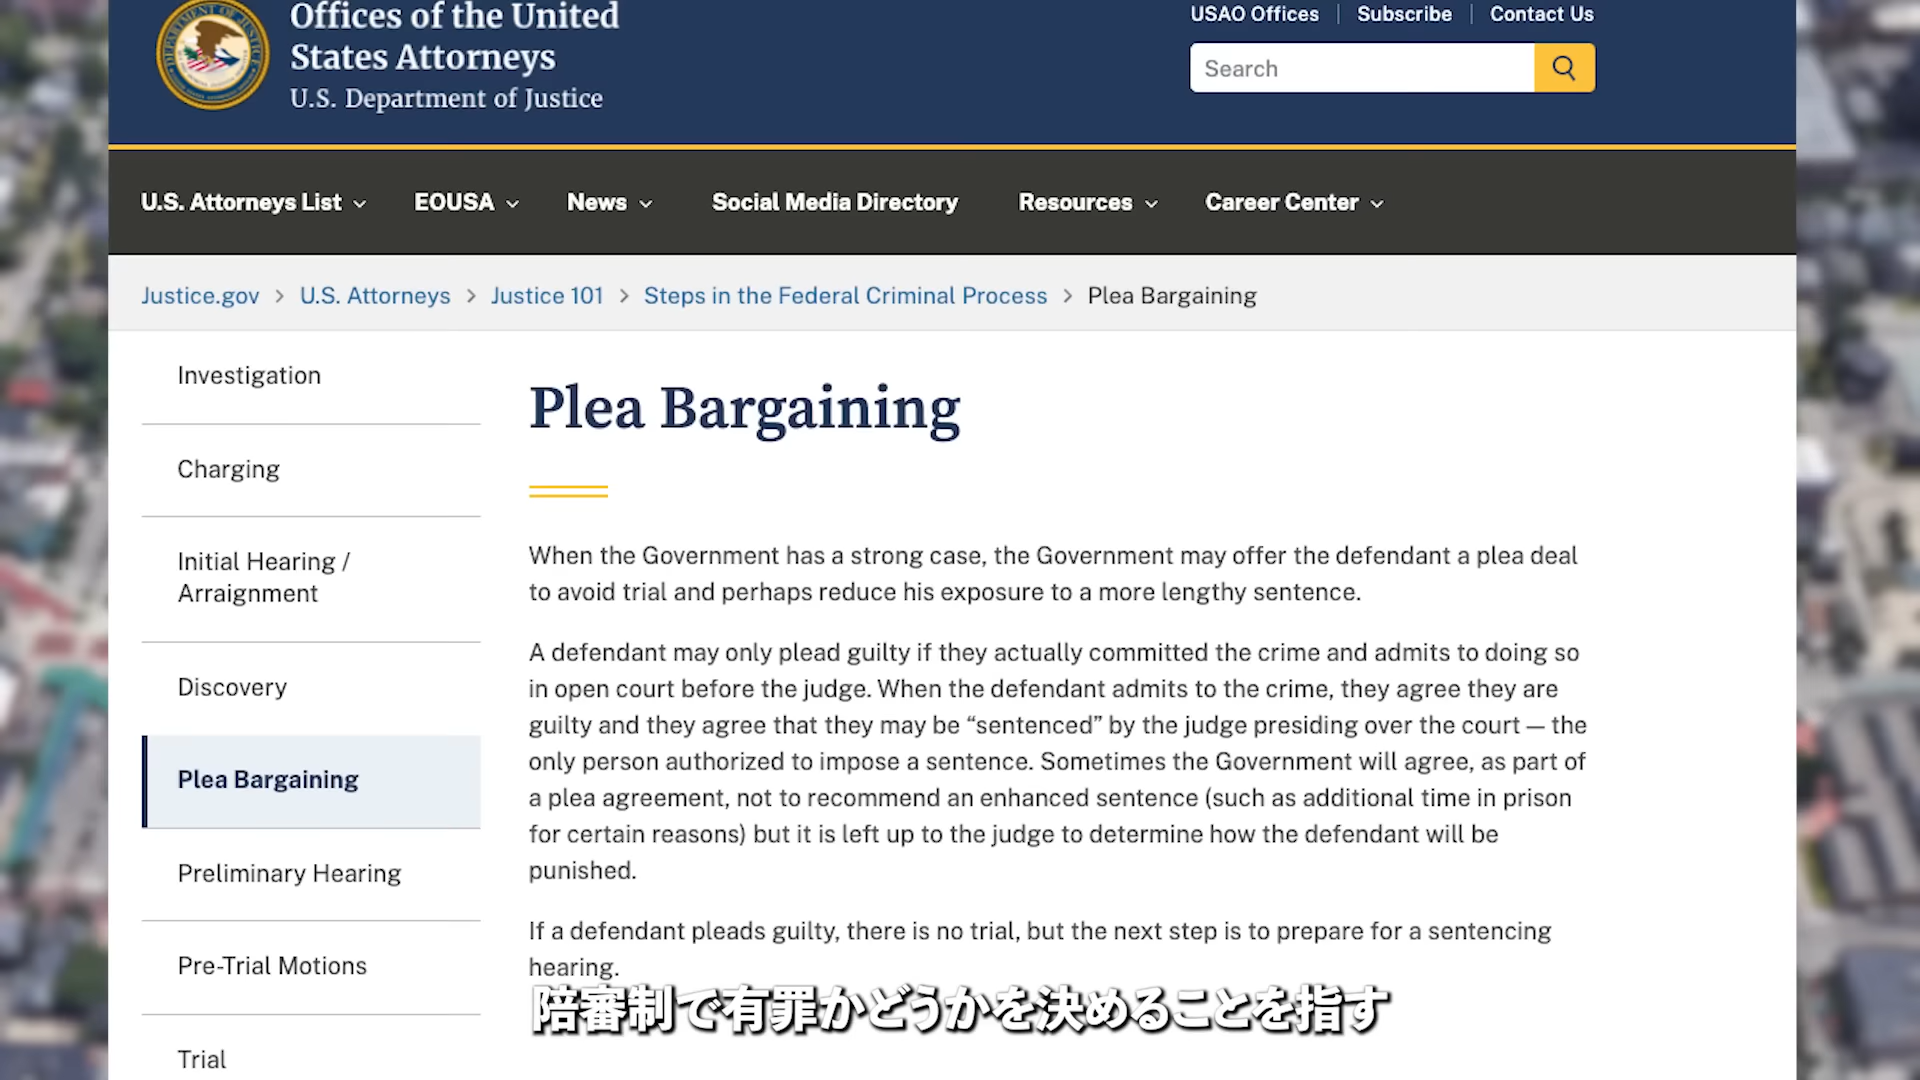 Offices of the United
States Attorneys
U.S. Department of Justice
USAO Offices
Subscribe
Contact Us
Search
U.S. Attorneys List
EOUSA
News
Social Media Directory
Resources
Career Center
Justice.gov > U.S. Attorneys > Justice 101 > Steps in the Federal Criminal Process > Plea Bargaining
Investigation
Charging
Initial Hearing /
Arraignment
Discovery
Plea Bargaining
Preliminary Hearing
Pre-Trial Motions
Trial
Plea Bargaining
When the Government has a strong case, the Government may offer the defendant a plea deal
to avoid trial and perhaps reduce his exposure to a more lengthy sentence.
A defendant may only plead guilty if they actually committed the crime and admits to doing so
in open court before the judge. When the defendant admits to the crime, they agree they are
guilty and they agree that they may be “sentenced” by the judge presiding over the court — the
only person authorized to impose a sentence. Sometimes the Government will agree, as part of
a plea agreement, not to recommend an enhanced sentence (such as additional time in prison
for certain reasons) but it is left up to the judge to determine how the defendant will be
punished.
If a defendant pleads guilty, there is no trial, but the next step is to prepare for a sentencing
hearing.
陪審制で有罪かどうかを決めることを指す